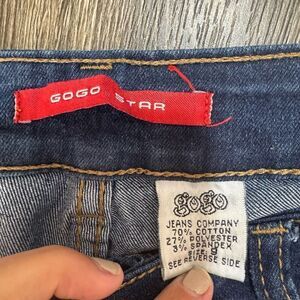 GOGO STAR
gogo
JEANS COMPANY
70% COTTON
27% POLYESTER
3% SPANDEX
SIZE: 9
SEE REVERSE SIDE